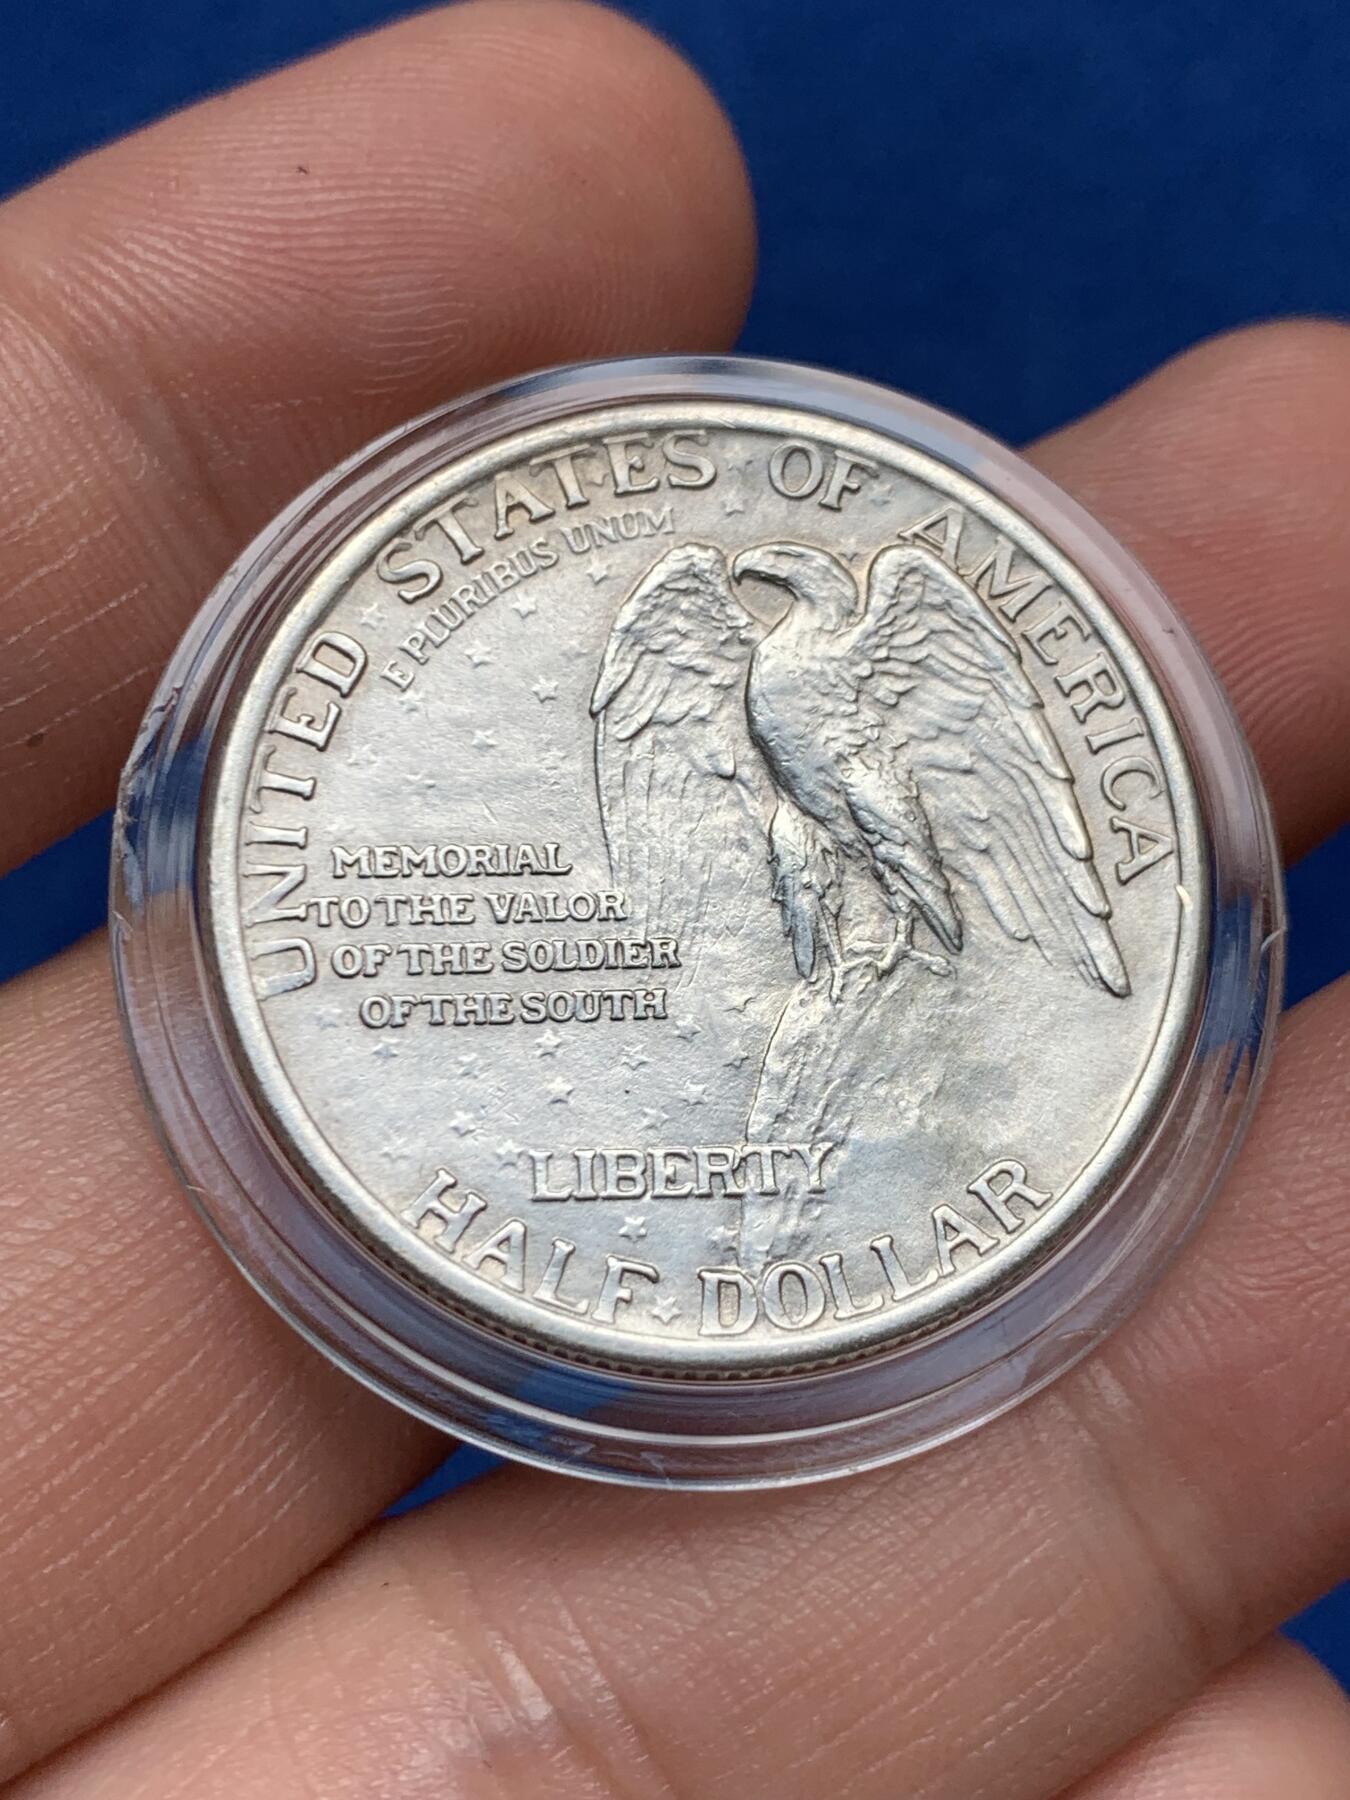 UNITED STATES OF AMERICA
E PLURIBUS UNUM
MEMORIAL
TO THE VALOR
OF THE SOLDIER
OF THE SOUTH
LIBERTY
HALF DOLLAR